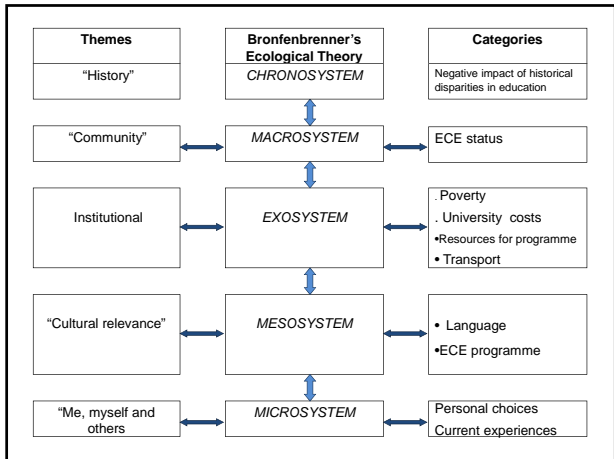 Themes
Bronfenbrenner's
Ecological Theory
Categories
"History"
CHRONOSYSTEM
Negative impact of historical
disparities in education
"Community"
MACROSYSTEM
ECE status
Institutional
EXOSYSTEM
. Poverty
. University costs
•Resources for programme
• Transport
"Cultural relevance"
MESOSYSTEM
• Language
•ECE programme
"Me, myself and
others
MICROSYSTEM
Personal choices
Current experiences